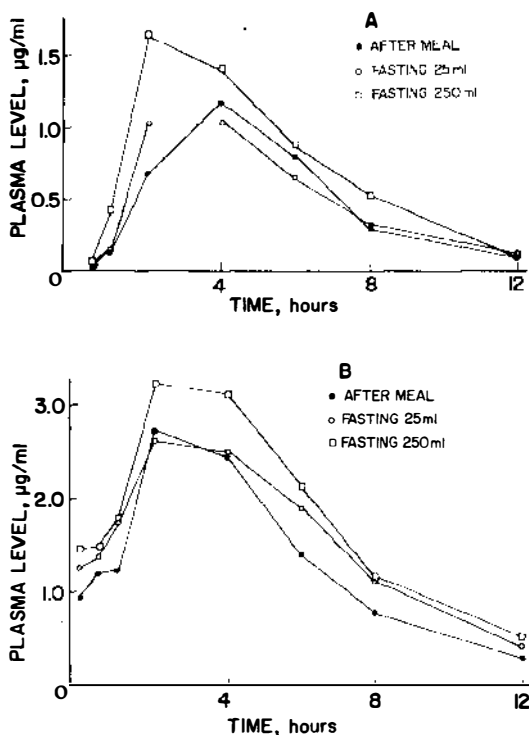 A
AFTER MEAL
FASTING 25ml
FASTING 250ml
PLASMA LEVEL, µg/ml
1.5
1.0
0.5
0
4
8
12
TIME, hours
B
AFTER MEAL
FASTING 25ml
FASTING 250ml
PLASMA LEVEL, µg/ml
3.0
2.0
1.0
0
4
8
12
TIME, hours